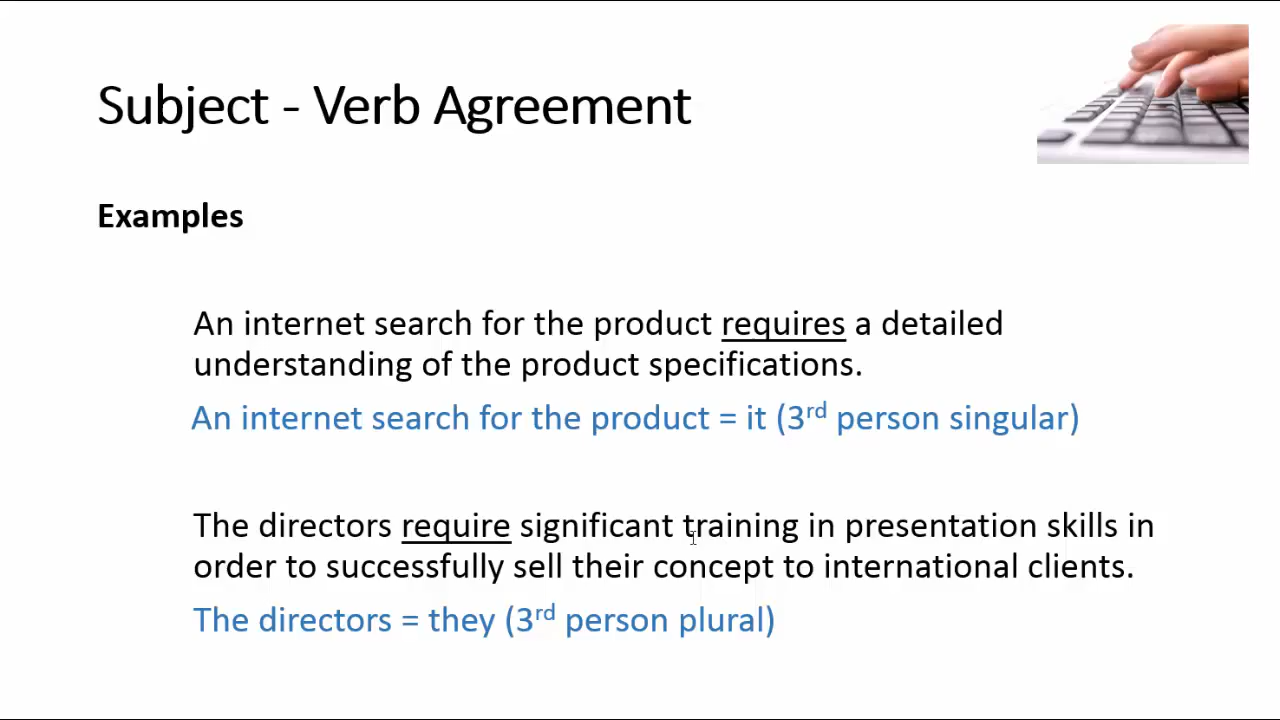 Subject - Verb Agreement
Examples
An internet search for the product requires a detailed
understanding of the product specifications.
An internet search for the product = it (3rd person singular)
The directors require significant training in presentation skills in
order to successfully sell their concept to international clients.
The directors = they (3rd person plural)